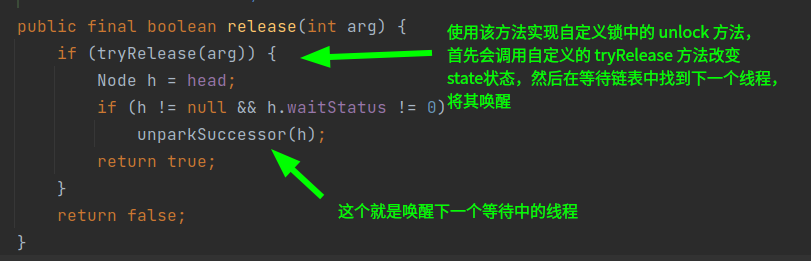 public final boolean release(int arg) {
使用该方法实现自定义锁中的 unlock 方法，
if (tryRelease(arg)) {
首先会调用自定义的 tryRelease 方法改变
state状态，然后在等待链表中找到下一个线程，
将其唤醒
Node h = head;
if (h != null && h.waitStatus != 0)
unparkSuccessor(h);
return true;
这个就是唤醒下一个等待中的线程
}
return false;
}